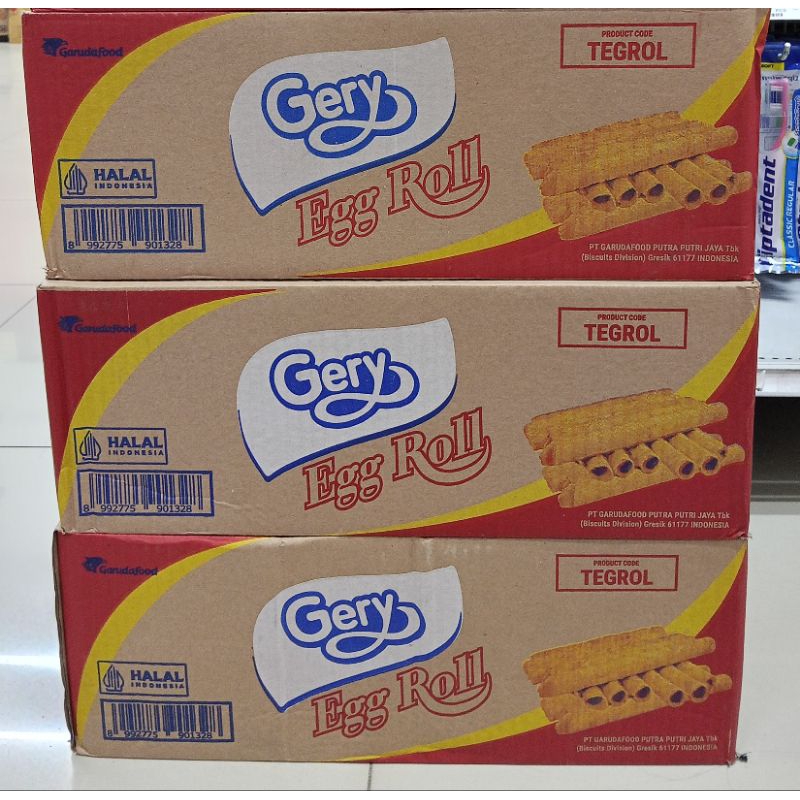 Garudafood
Gery
Egg Roll
PRODUCT CODE
TEGROL
HALAL
INDONESIA
8 992775 901328
PT GARUDAFOOD PUTRA PUTRI JAYA Tbk
(Biscuits Division) Gresik 61177 INDONESIA
Garudafood
Gery
Egg Roll
PRODUCT CODE
TEGROL
HALAL
INDONESIA
8 992775 901328
PT GARUDAFOOD PUTRA PUTRI JAYA Tbk
(Biscuits Division) Gresik 61177 INDONESIA
Garudafood
Gery
Egg Roll
PRODUCT CODE
TEGROL
HALAL
INDONESIA
8 992775 901328
PT GARUDAFOOD PUTRA PUTRI JAYA Tbk
(Biscuits Division) Gresik 61177 INDONESIA
CLASSIC REGULAR